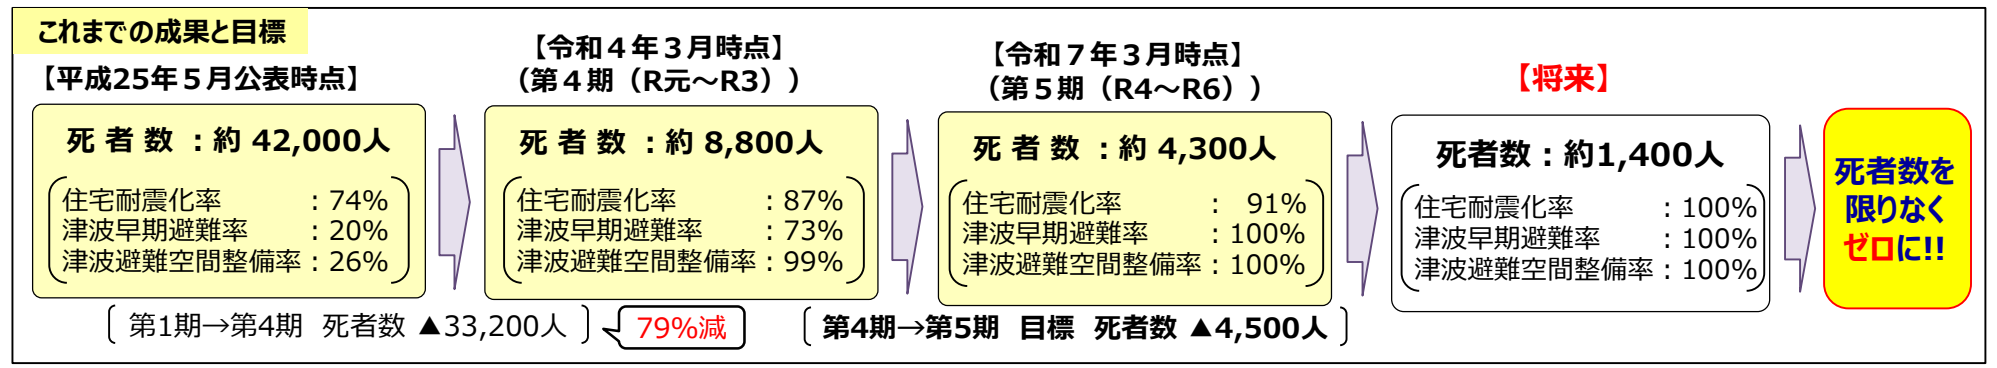 これまでの成果と目標
【平成25年５月公表時点】
死 者 数 ：約 42,000人
住宅耐震化率 ：74%
津波早期避難率 ：20%
津波避難空間整備率：26%
【令和４年３月時点】
（第４期（R元～R3））
死 者 数 ：約 8,800人
住宅耐震化率 ：87%
津波早期避難率 ：73%
津波避難空間整備率：99%
第1期→第4期 死者数 ▲33,200人
79%減
【令和７年３月時点】
（第５期（R4～R6））
死 者 数 ：約 4,300人
住宅耐震化率 ： 91%
津波早期避難率 ：100%
津波避難空間整備率：100%
第4期→第5期 目標 死者数 ▲4,500人
【将来】
死者数：約1,400人
住宅耐震化率 ：100%
津波早期避難率 ：100%
津波避難空間整備率：100%
死者数を
限りなく
ゼロに!!